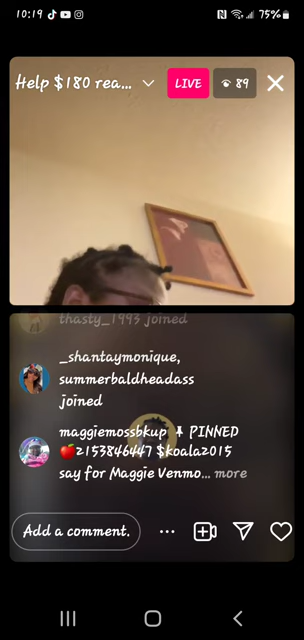 10:19
75%
Help $180 rea...
LIVE
89
thasty_1993 joined
_shantaymonique,
summerbaldheadass
joined
maggiemossbkup PINNED
🍎2153846447 $koala2015
say for Maggie Venmo... more
Add a comment.